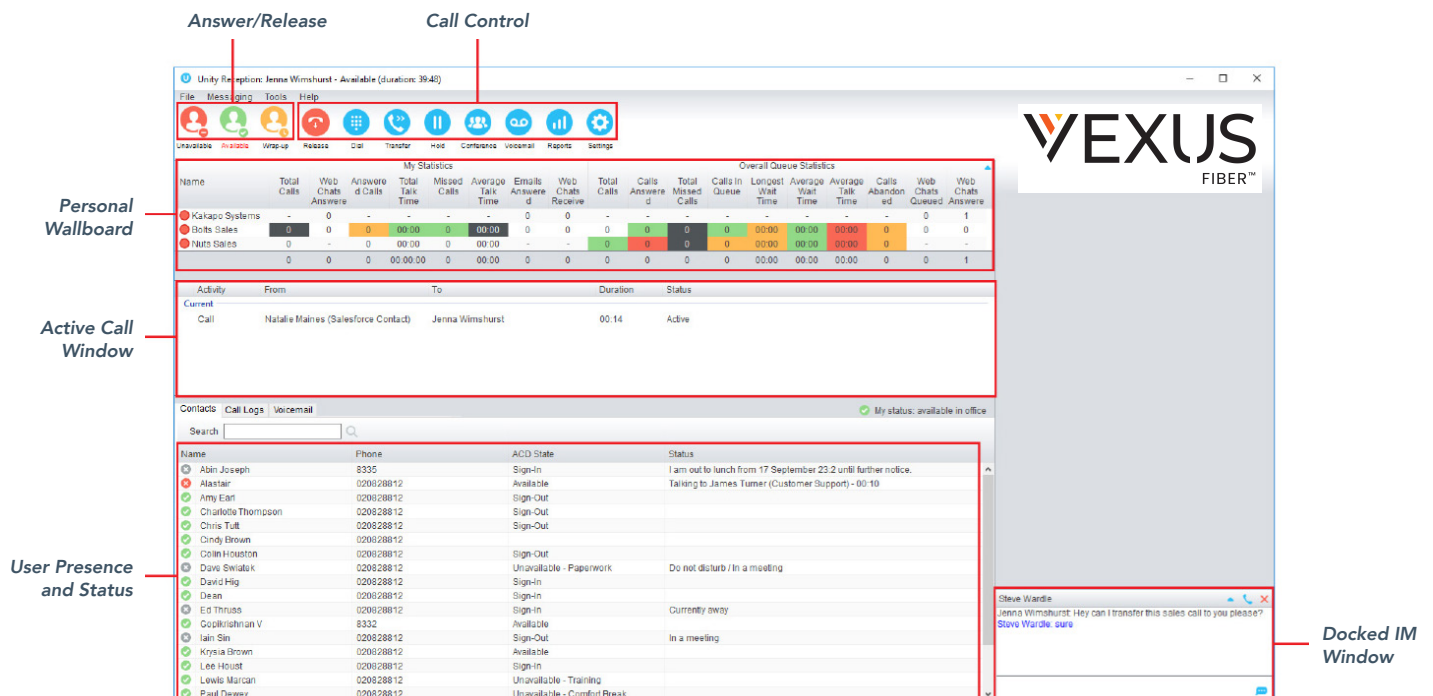 Answer/Release
Call Control
Unity Reception: Jenna Wimshurst - Available (duration: 39:48)
File Messaging Tools Help
Unavailable Available Wrap-up Release Dial Transfer Hold Conference Voicemail Reports Settings
VEXUS
FIBER™
My Statistics Overall Queue Statistics
Name Total Web Answere Total Missed Average Emails Web Total Calls Total Calls In Longest Average Average Calls Web Web
Calls Chats d Calls Talk Calls Talk Answere Chats Calls Answere Missed Queue Wait Wait Talk Abandon Chats Chats
Answere Time Time d Receive d Calls Time Time Time ed Queued Answere
Kakapo Systems - 0 - - - - 0 0 - - - - - - - - 0 1
Bolts Sales 0 0 0 00:00 0 00:00 0 0 0 0 0 0 00:00 00:00 00:00 0 0 0
Nuts Sales 0 - 0 00:00 0 00:00 - - 0 0 0 0 00:00 00:00 00:00 0 - -
0 0 0 00:00:00 0 00:00 0 0 0 0 0 0 00:00 00:00 00:00 0 0 1
Personal
Wallboard
Activity From To Duration Status
Current
Call Natalie Maines (Salesforce Contact) Jenna Wimshurst 00:14 Active
Active Call
Window
Contacts Call Logs Voicemail My status: available in office
Search
Name Phone ACD State Status
Abin Joseph 8335 Sign-In I am out to lunch from 17 September 23:2 until further notice.
Alastair 020828812 Available Talking to James Turner (Customer Support) - 00:10
Amy Earl 020828812 Sign-Out
Charlotte Thompson 020828812 Sign-Out
Chris Tutt 020828812 Sign-Out
Cindy Brown 020828812
Colin Houston 020828812 Sign-Out
Dave Swiatek 020828812 Unavailable - Paperwork Do not disturb / In a meeting
David Hig 020828812 Sign-In
Dean 020828812 Sign-In
Ed Thruss 020828812 Sign-In Currently away
Gopikrishnan V 8332 Available
Iain Sin 020828812 Sign-Out In a meeting
Krysia Brown 020828812 Available
Lee Houst 020828812 Sign-In
Lewis Marcan 020828812 Unavailable - Training
Paul Dewey 020828812 Unavailable - Comfort Break
User Presence
and Status
Steve Wardle
Jenna Wimshurst: Hey can I transfer this sales call to you please?
Steve Wardle: sure
Docked IM
Window